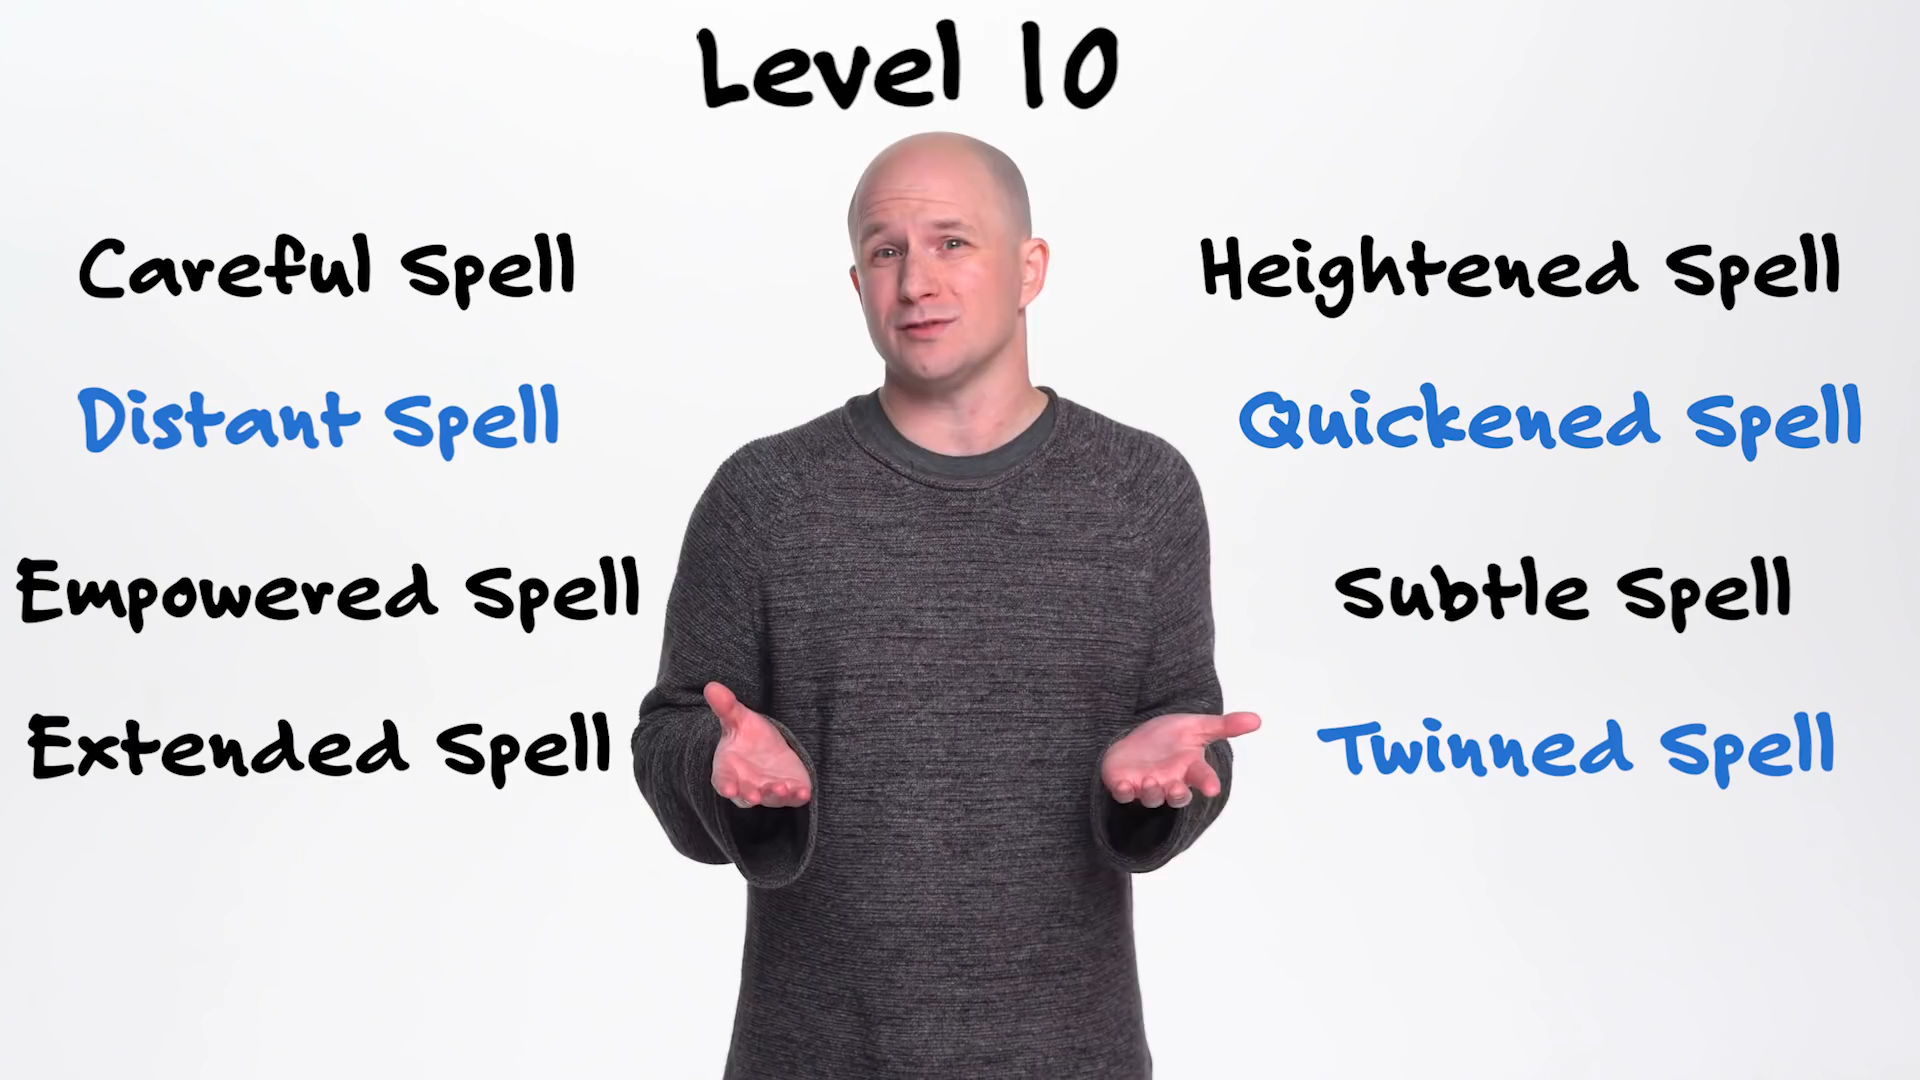 Level 10
Careful Spell
Distant Spell
Empowered Spell
Extended Spell
Heightened Spell
Quickened Spell
Subtle Spell
Twinned Spell